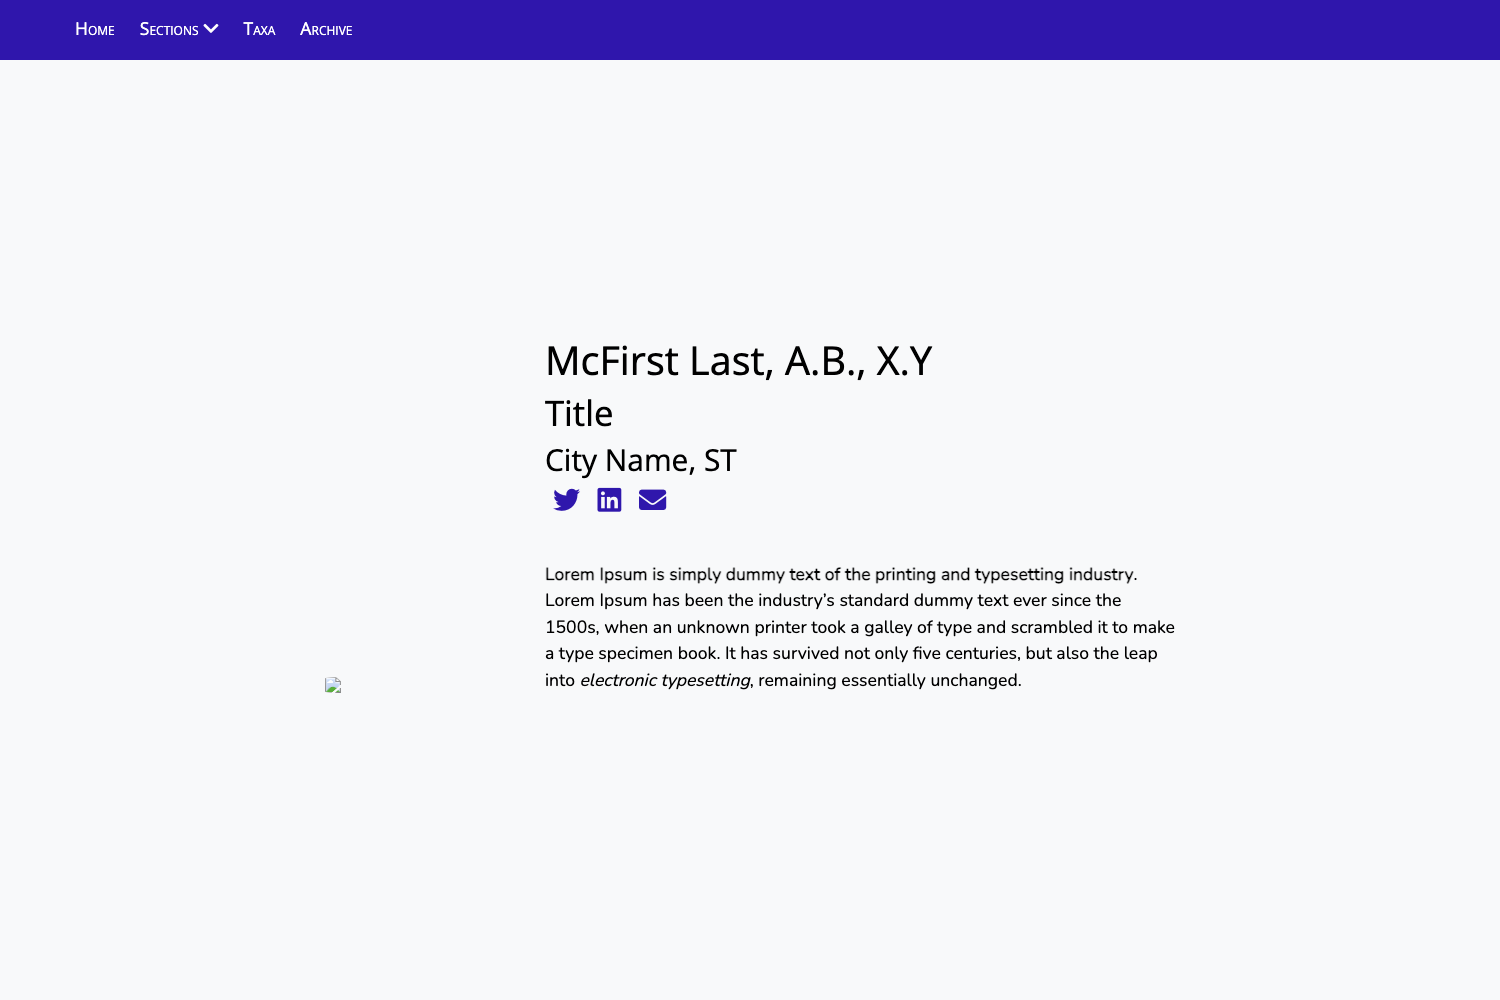 Home Sections Taxa Archive
McFirst Last, A.B., X.Y
Title
City Name, ST
Lorem Ipsum is simply dummy text of the printing and typesetting industry.
Lorem Ipsum has been the industry’s standard dummy text ever since the
1500s, when an unknown printer took a galley of type and scrambled it to make
a type specimen book. It has survived not only five centuries, but also the leap
into electronic typesetting, remaining essentially unchanged.